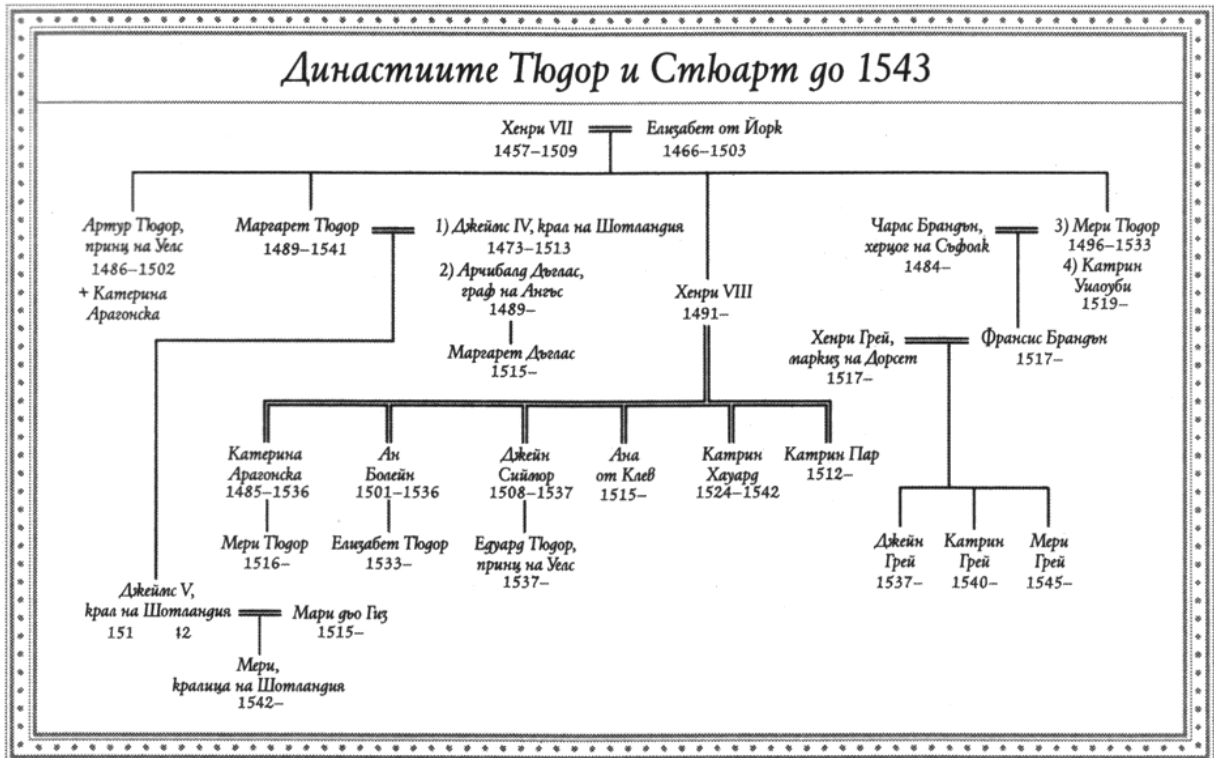 Династиите Тюдор и Стюарт до 1543
Хенри VII
1457–1509
Елизабет от Йорк
1466–1503
Артур Тюдор,
принц на Уелс
1486–1502
+ Катерина
Арагонска
Маргарет Тюдор
1489–1541
1) Джеймс IV, крал на Шотландия
1473–1513
2) Арчибалд Дъглас,
граф на Ангъс
1489–
Маргарет Дъглас
1515–
Хенри VIII
1491–
Чарлс Брандън,
херцог на Съфолк
1484–
3) Мери Тюдор
1496–1533
4) Катрин
Уилоуби
1519–
Хенри Грей,
маркиз на Дорсет
1517–
Франсис Брандън
1517–
Катерина
Арагонска
1485–1536
Ан
Болейн
1501–1536
Джейн
Сиймор
1508–1537
Ана
от Клев
1515–
Катрин
Хауард
1524–1542
Катрин Пар
1512–
Мери Тюдор
1516–
Елизабет Тюдор
1533–
Едуард Тюдор,
принц на Уелс
1537–
Джейн
Грей
1537–
Катрин
Грей
1540–
Мери
Грей
1545–
Джеймс V,
крал на Шотландия
Мари дьо Гиз
1515–
Мери,
кралица на Шотландия
1542–